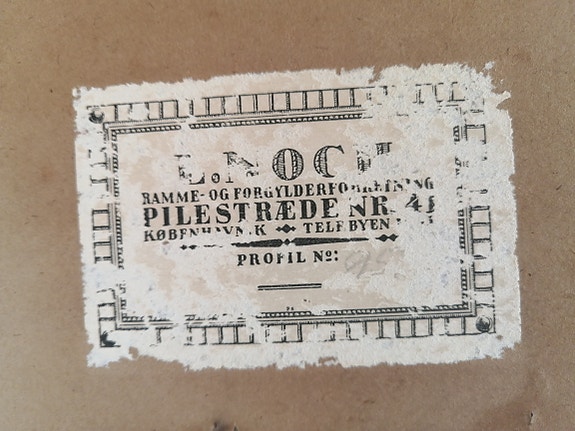 RAMME- OG FORGYLDERFORRETNING
PILESTRÆDE NR.
KØBENHAVN. K TELF. BYEN
PROFIL Nº: